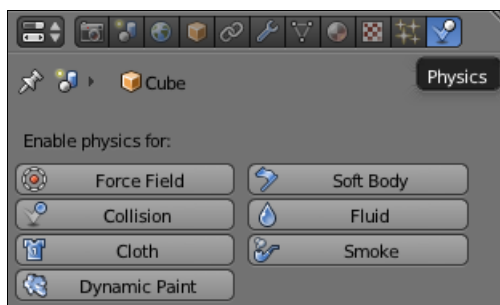 Cube
Physics
Enable physics for:
Force Field
Soft Body
Collision
Fluid
Cloth
Smoke
Dynamic Paint